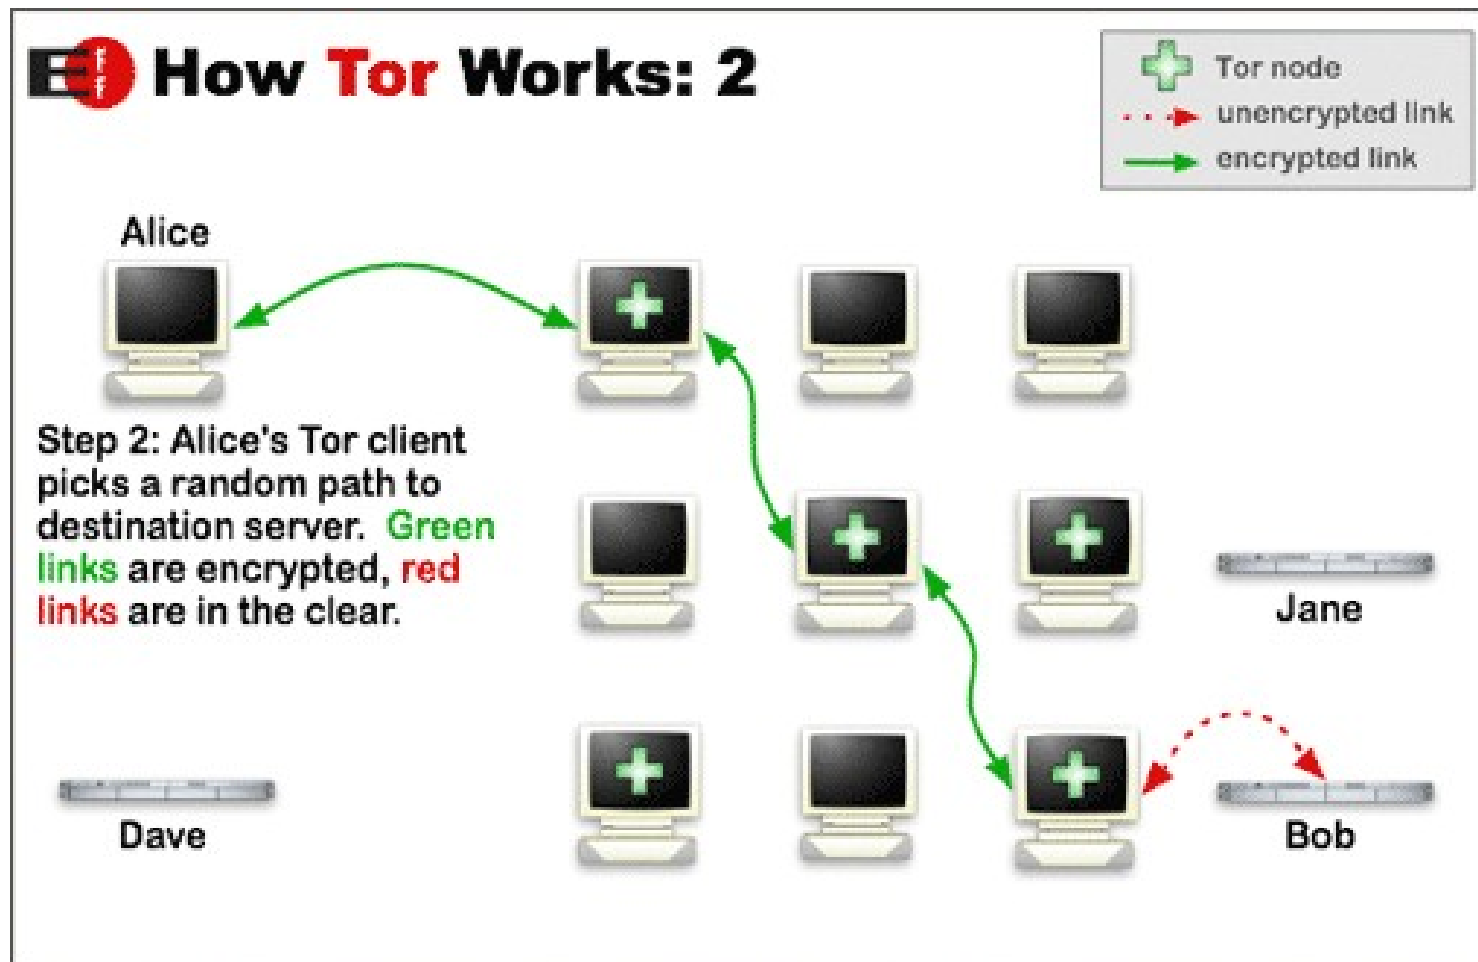 EFF How Tor Works: 2
Tor node
unencrypted link
encrypted link
Alice
Step 2: Alice's Tor client
picks a random path to
destination server. Green
links are encrypted, red
links are in the clear.
Jane
Dave
Bob